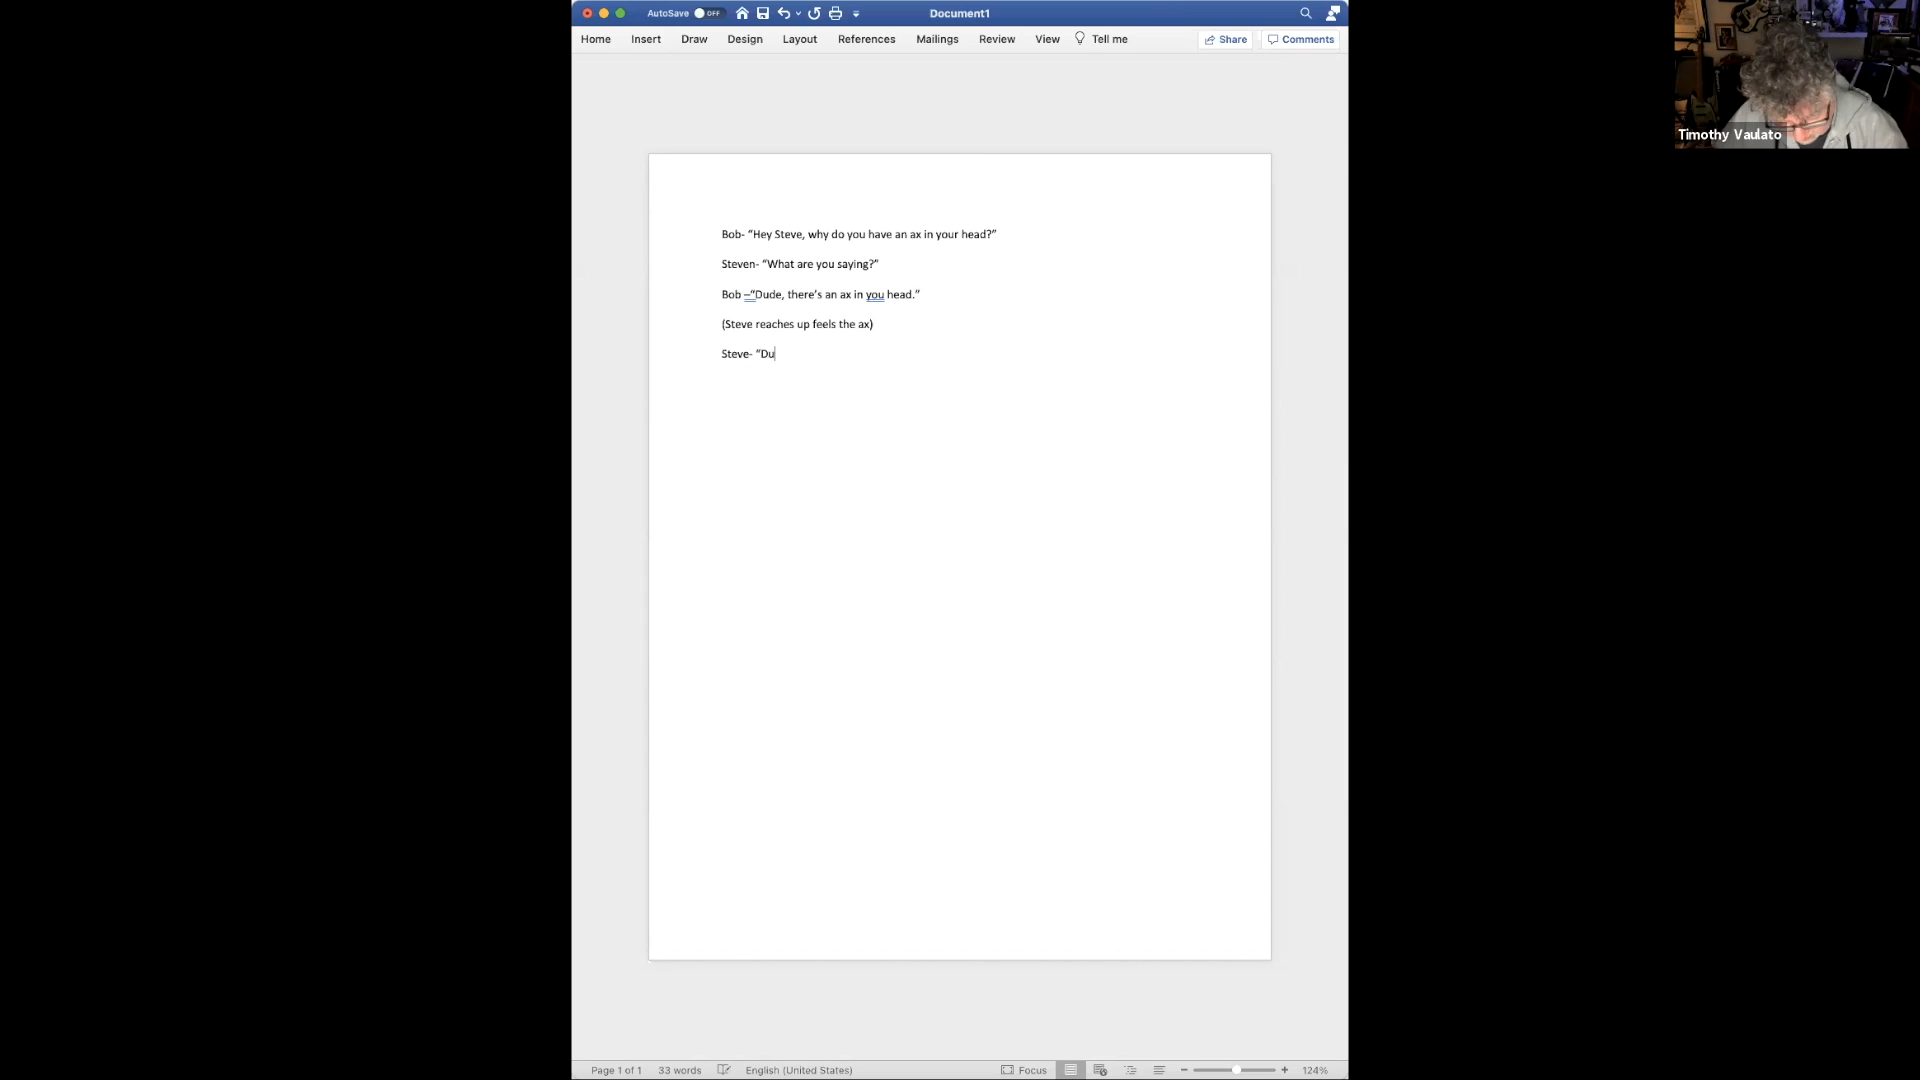 AutoSave OFF Document1
Home Insert Draw Design Layout References Mailings Review View Tell me Share Comments
Timothy Vaulato
Bob- “Hey Steve, why do you have an ax in your head?”
Steven- “What are you saying?”
Bob –“Dude, there’s an ax in you head.”
(Steve reaches up feels the ax)
Steve- “Du
Page 1 of 1 33 words English (United States) Focus 124%